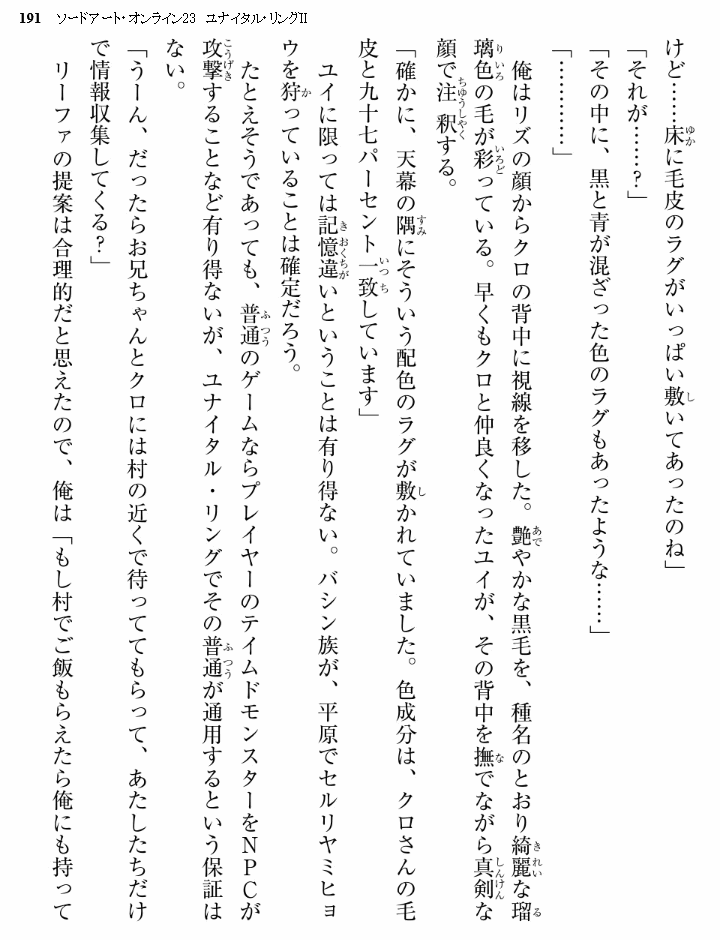 191　ソードアート・オンライン23　ユナイタル・リングII
けど……床に毛皮のラグがいっぱい敷いてあったのね」
「それが……？」
「その中に、黒と青が混ざった色のラグもあったような……」
「…………」
　俺はリズの顔からクロの背中に視線を移した。艶やかな黒毛を、種名のとおり綺麗な瑠
璃色の毛が彩っている。早くもクロと仲良くなったユイが、その背中を撫でながら真剣な
顔で注釈する。
「確かに、天幕の隅にそういう配色のラグが敷かれていました。色成分は、クロさんの毛
皮と九十七パーセント一致しています」
　ユイに限っては記憶違いということは有り得ない。バシン族が、平原でセルリヤミヒョ
ウを狩っていることは確定だろう。
　たとえそうであっても、普通のゲームならプレイヤーのテイムドモンスターをNPCが
攻撃することなど有り得ないが、ユナイタル・リングでその普通が通用するという保証は
ない。
「うーん、だったらお兄ちゃんとクロには村の近くで待っててもらって、あたしたちだけ
で情報収集してくる？」
　リーファの提案は合理的だと思えたので、俺は「もし村でご飯もらえたら俺にも持って